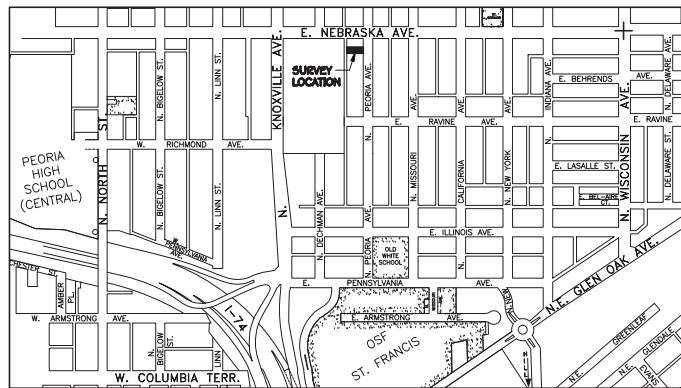 E. NEBRASKA AVE.
SURVEY
LOCATION
KNOXVILLE AVE.
N.
N. BIGELOW ST.
N. LINN ST.
PEORIA AVE.
N.
AVE.
AVE.
INDIANA AVE.
N.
E. BEHRENDS AVE.
N. DELAWARE AVE.
AVE.
N. WISCONSIN
E. RAVINE AVE.
E. RAVINE
W. RICHMOND AVE.
N. NORTH ST
PEORIA
HIGH
SCHOOL
(CENTRAL)
N. BIGELOW ST.
N. LINN ST.
N. DECHMAN AVE.
N. MISSOURI
CALIFORNIA
N.
N. NEW YORK
E. LASALLE ST.
E. BEL-AIRE
CT.
N. DELAWARE ST.
W. PENNSYLVANIA
AVE.
E. ILLINOIS AVE.
N. PEORIA AVE.
OLD
WHITE
SCHOOL
N.E. GLEN OAK AVE.
CHESTER ST.
AMBER
PL.
I-74
E. PENNSYLVANIA AVE.
W. ARMSTRONG AVE.
E. ARMSTRONG AVE.
OSF
ST. FRANCIS
N. BIGELOW
ST.
LINN
W. COLUMBIA TERR.
N.E.
GREENLEAF
N.E.
GLENDALE
EVANS